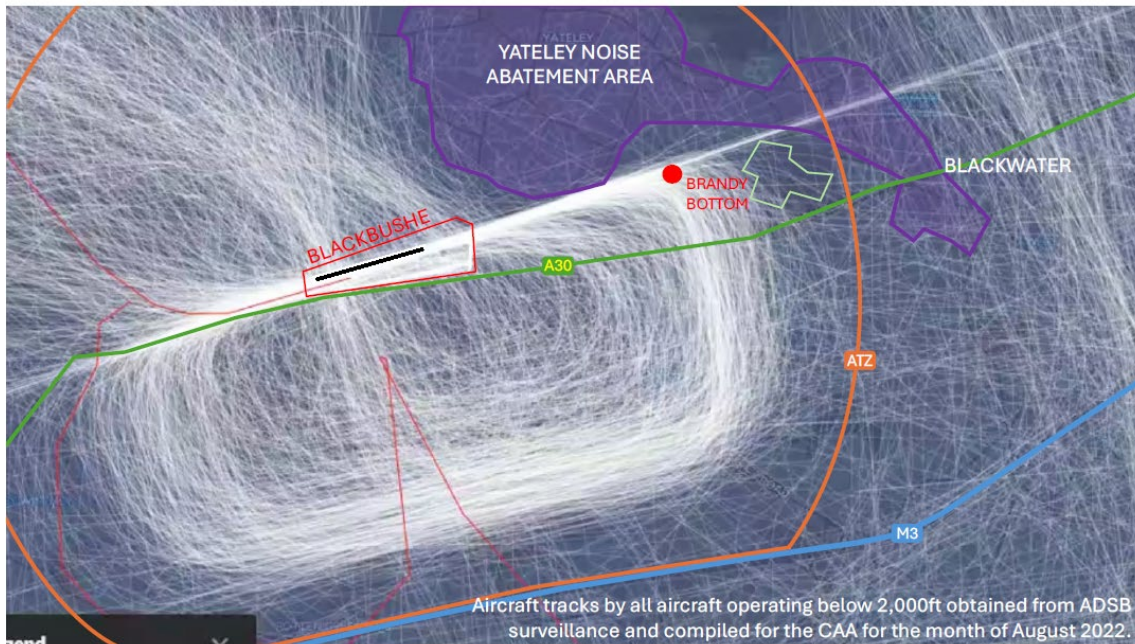 YATELEY
YATELEY NOISE
ABATEMENT AREA
BLACKWATER
BRANDY
BOTTOM
BLACKBUSHE
A30
ATZ
M3
Aircraft tracks by all aircraft operating below 2,000ft obtained from ADSB
surveillance and compiled for the CAA for the month of August 2022.